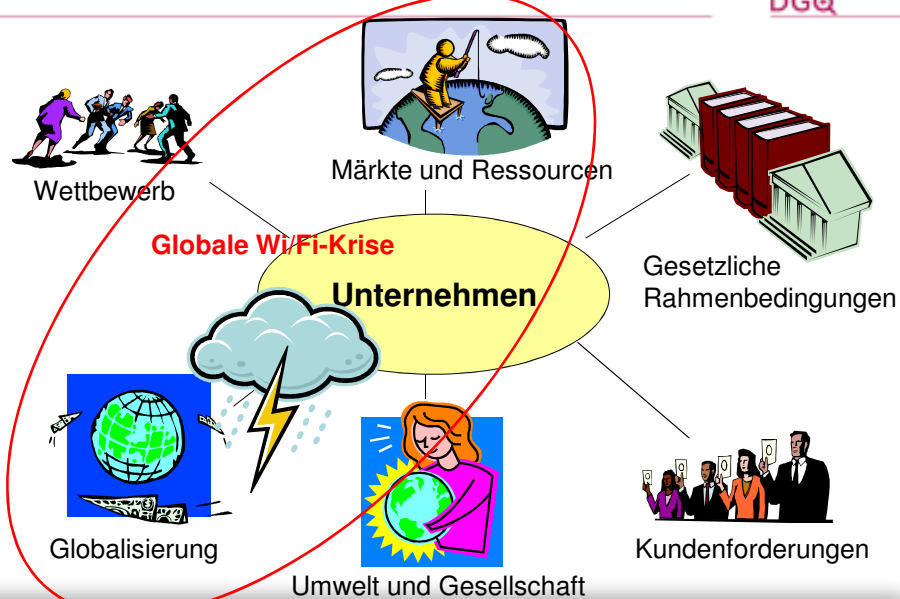 DGQ
Märkte und Ressourcen
Wettbewerb
Globale Wi/Fi-Krise
Unternehmen
Gesetzliche
Rahmenbedingungen
Globalisierung
Kundenforderungen
Umwelt und Gesellschaft